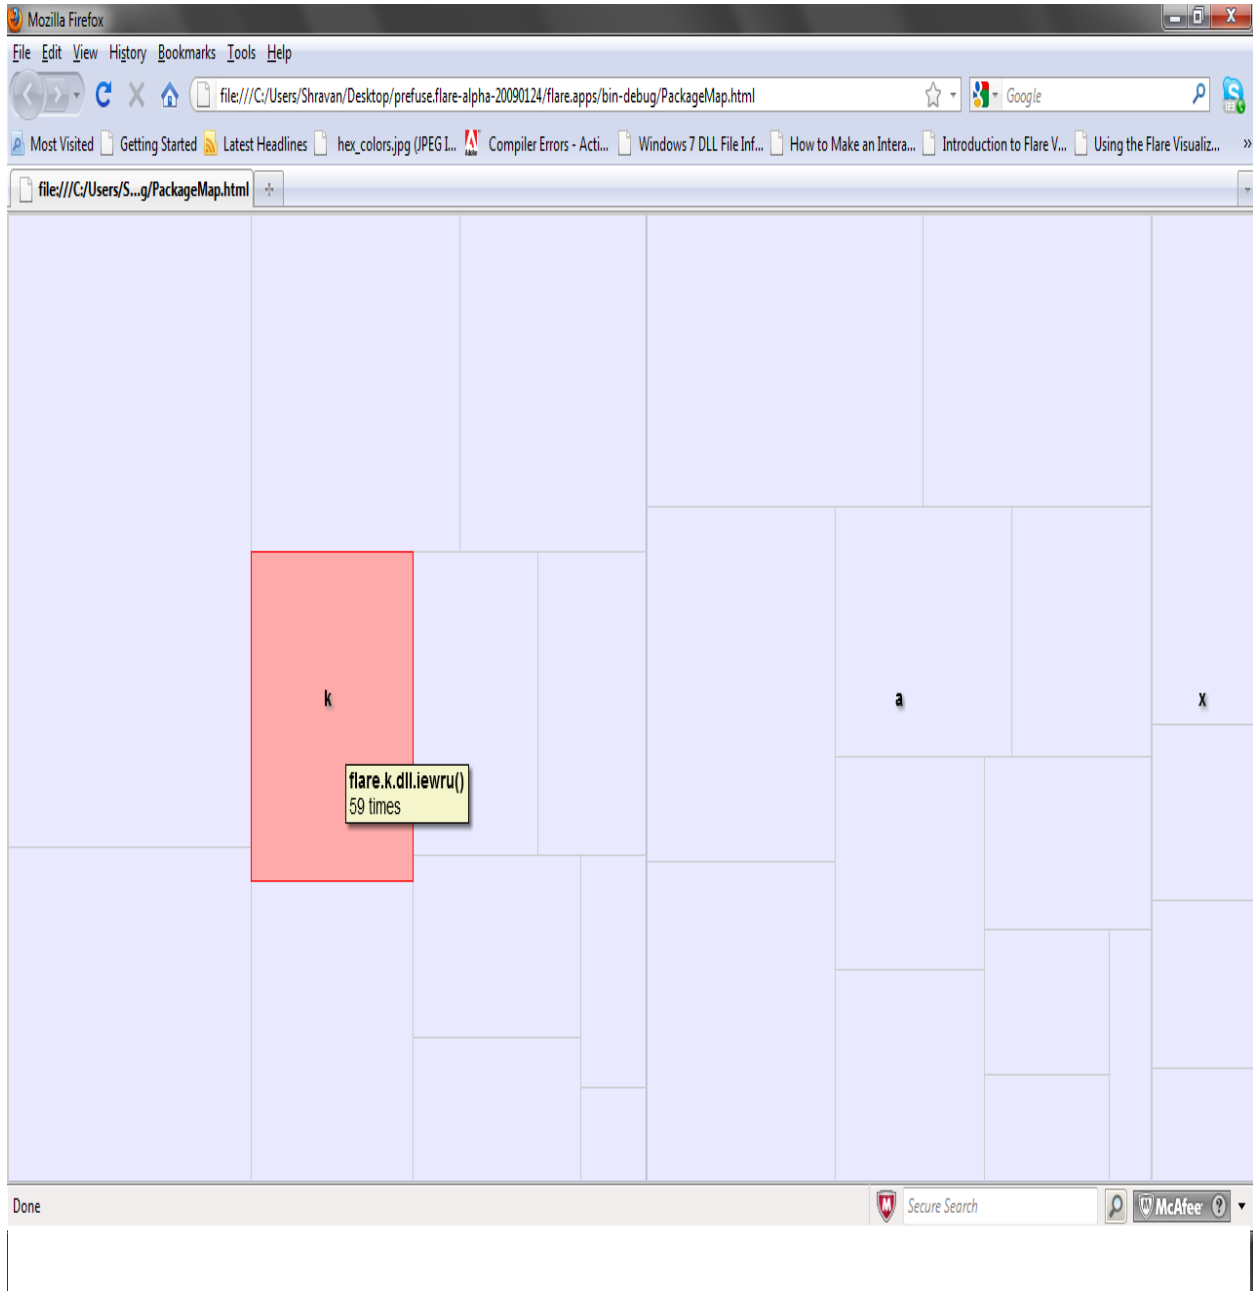 Mozilla Firefox
File Edit View History Bookmarks Tools Help
file:///C:/Users/Shravan/Desktop/prefuse.flare-alpha-20090124/flare.apps/bin-debug/PackageMap.html Google
Most Visited Getting Started Latest Headlines hex_colors.jpg (JPEG I... Compiler Errors - Acti... Windows 7 DLL File Inf... How to Make an Intera... Introduction to Flare V... Using the Flare Visualiz... »
file:///C:/Users/S...g/PackageMap.html
k a x
flare.k.dll.iewru()
59 times
Done Secure Search McAfee ?